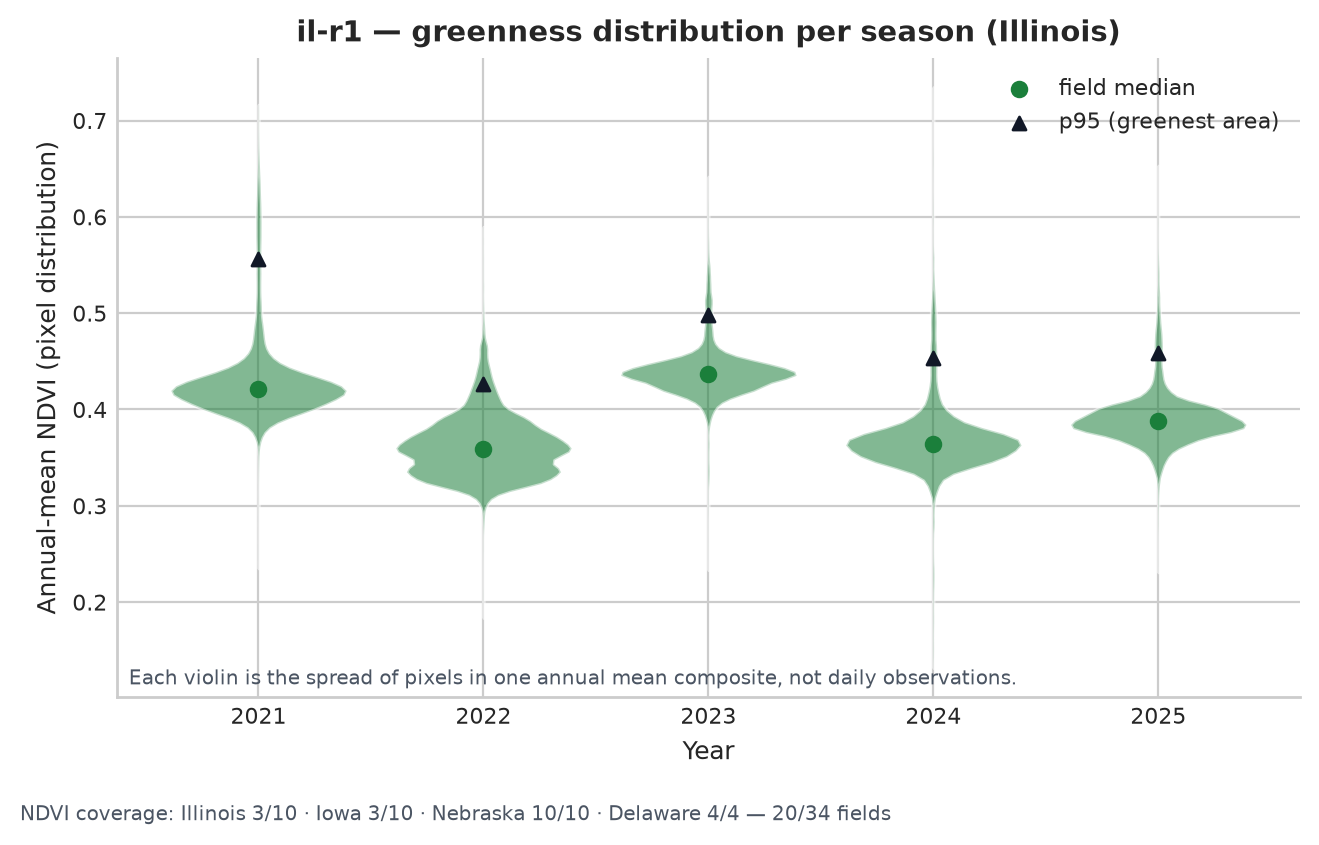 il-r1 — greenness distribution per season (Illinois)
field median
p95 (greenest area)
Annual-mean NDVI (pixel distribution)
0.7
0.6
0.5
0.4
0.3
0.2
Each violin is the spread of pixels in one annual mean composite, not daily observations.
2021 2022 2023 2024 2025
Year
NDVI coverage: Illinois 3/10 · Iowa 3/10 · Nebraska 10/10 · Delaware 4/4 — 20/34 fields